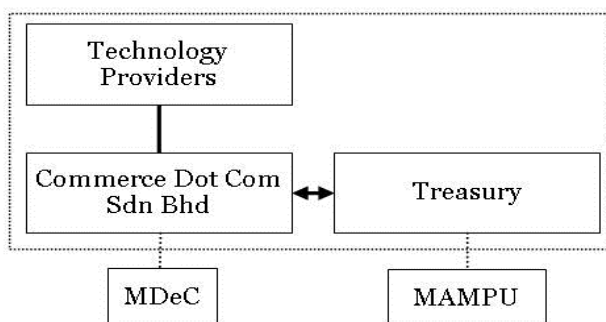 Technology
Providers
Commerce Dot Com
Sdn Bhd
Treasury
MDeC
MAMPU